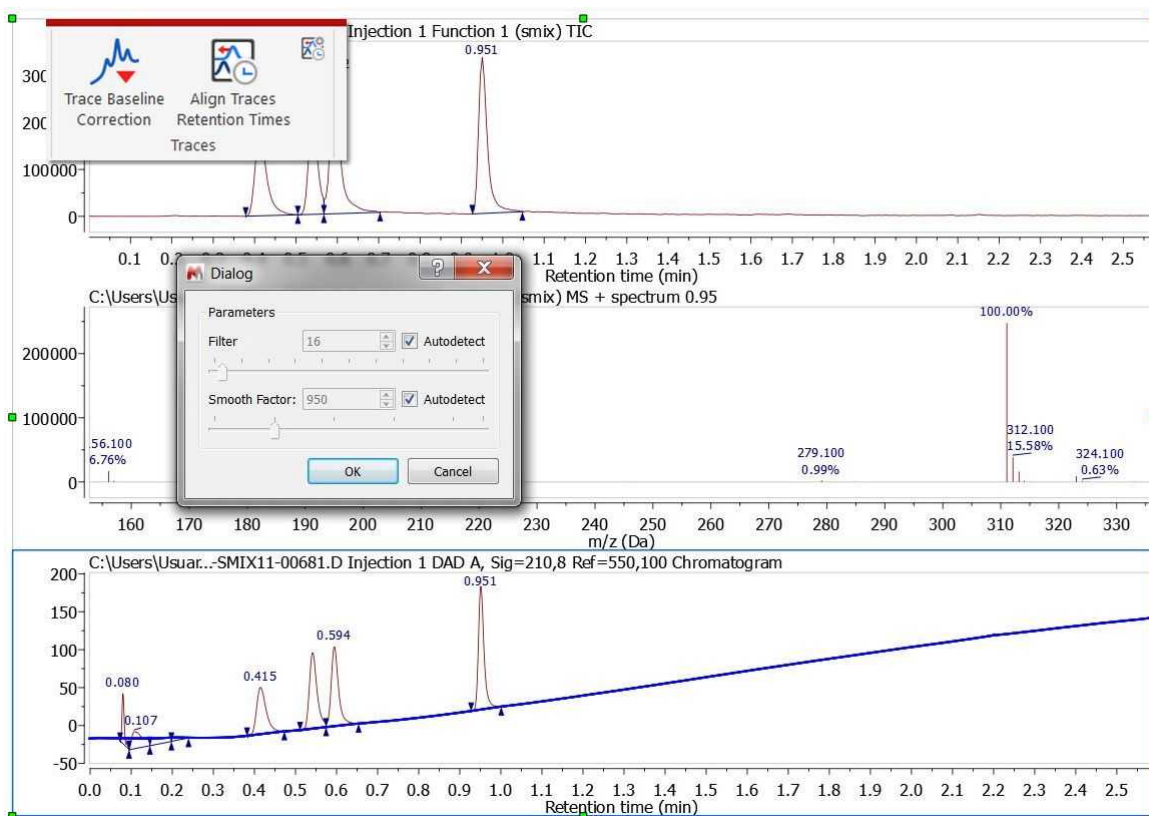 Injection 1 Function 1 (smix) TIC
Trace Baseline
Correction
Align Traces
Retention Times
Traces
0.951
100000
0
0.1 0.2 0.7 1.1 1.2 1.3 1.4 1.5 1.6 1.7 1.8 1.9 2.0 2.1 2.2 2.3 2.4 2.5
Retention time (min)
C:\Users\Us
smix) MS + spectrum 0.95
Dialog
Parameters
Filter 16 Autodetect
Smooth Factor: 950 Autodetect
OK Cancel
200000
100000
0
100.00%
56.100
6.76%
279.100
0.99%
312.100
15.58%
324.100
0.63%
160 170 180 190 200 210 220 230 240 250 260 270 280 290 300 310 320 330
m/z (Da)
C:\Users\Usuar...-SMIX11-00681.D Injection 1 DAD A, Sig=210,8 Ref=550,100 Chromatogram
200
150
100
50
0
-50
0.080
0.107
0.415
0.594
0.951
0.0 0.1 0.2 0.3 0.4 0.5 0.6 0.7 0.8 0.9 1.0 1.1 1.2 1.3 1.4 1.5 1.6 1.7 1.8 1.9 2.0 2.1 2.2 2.3 2.4 2.5
Retention time (min)